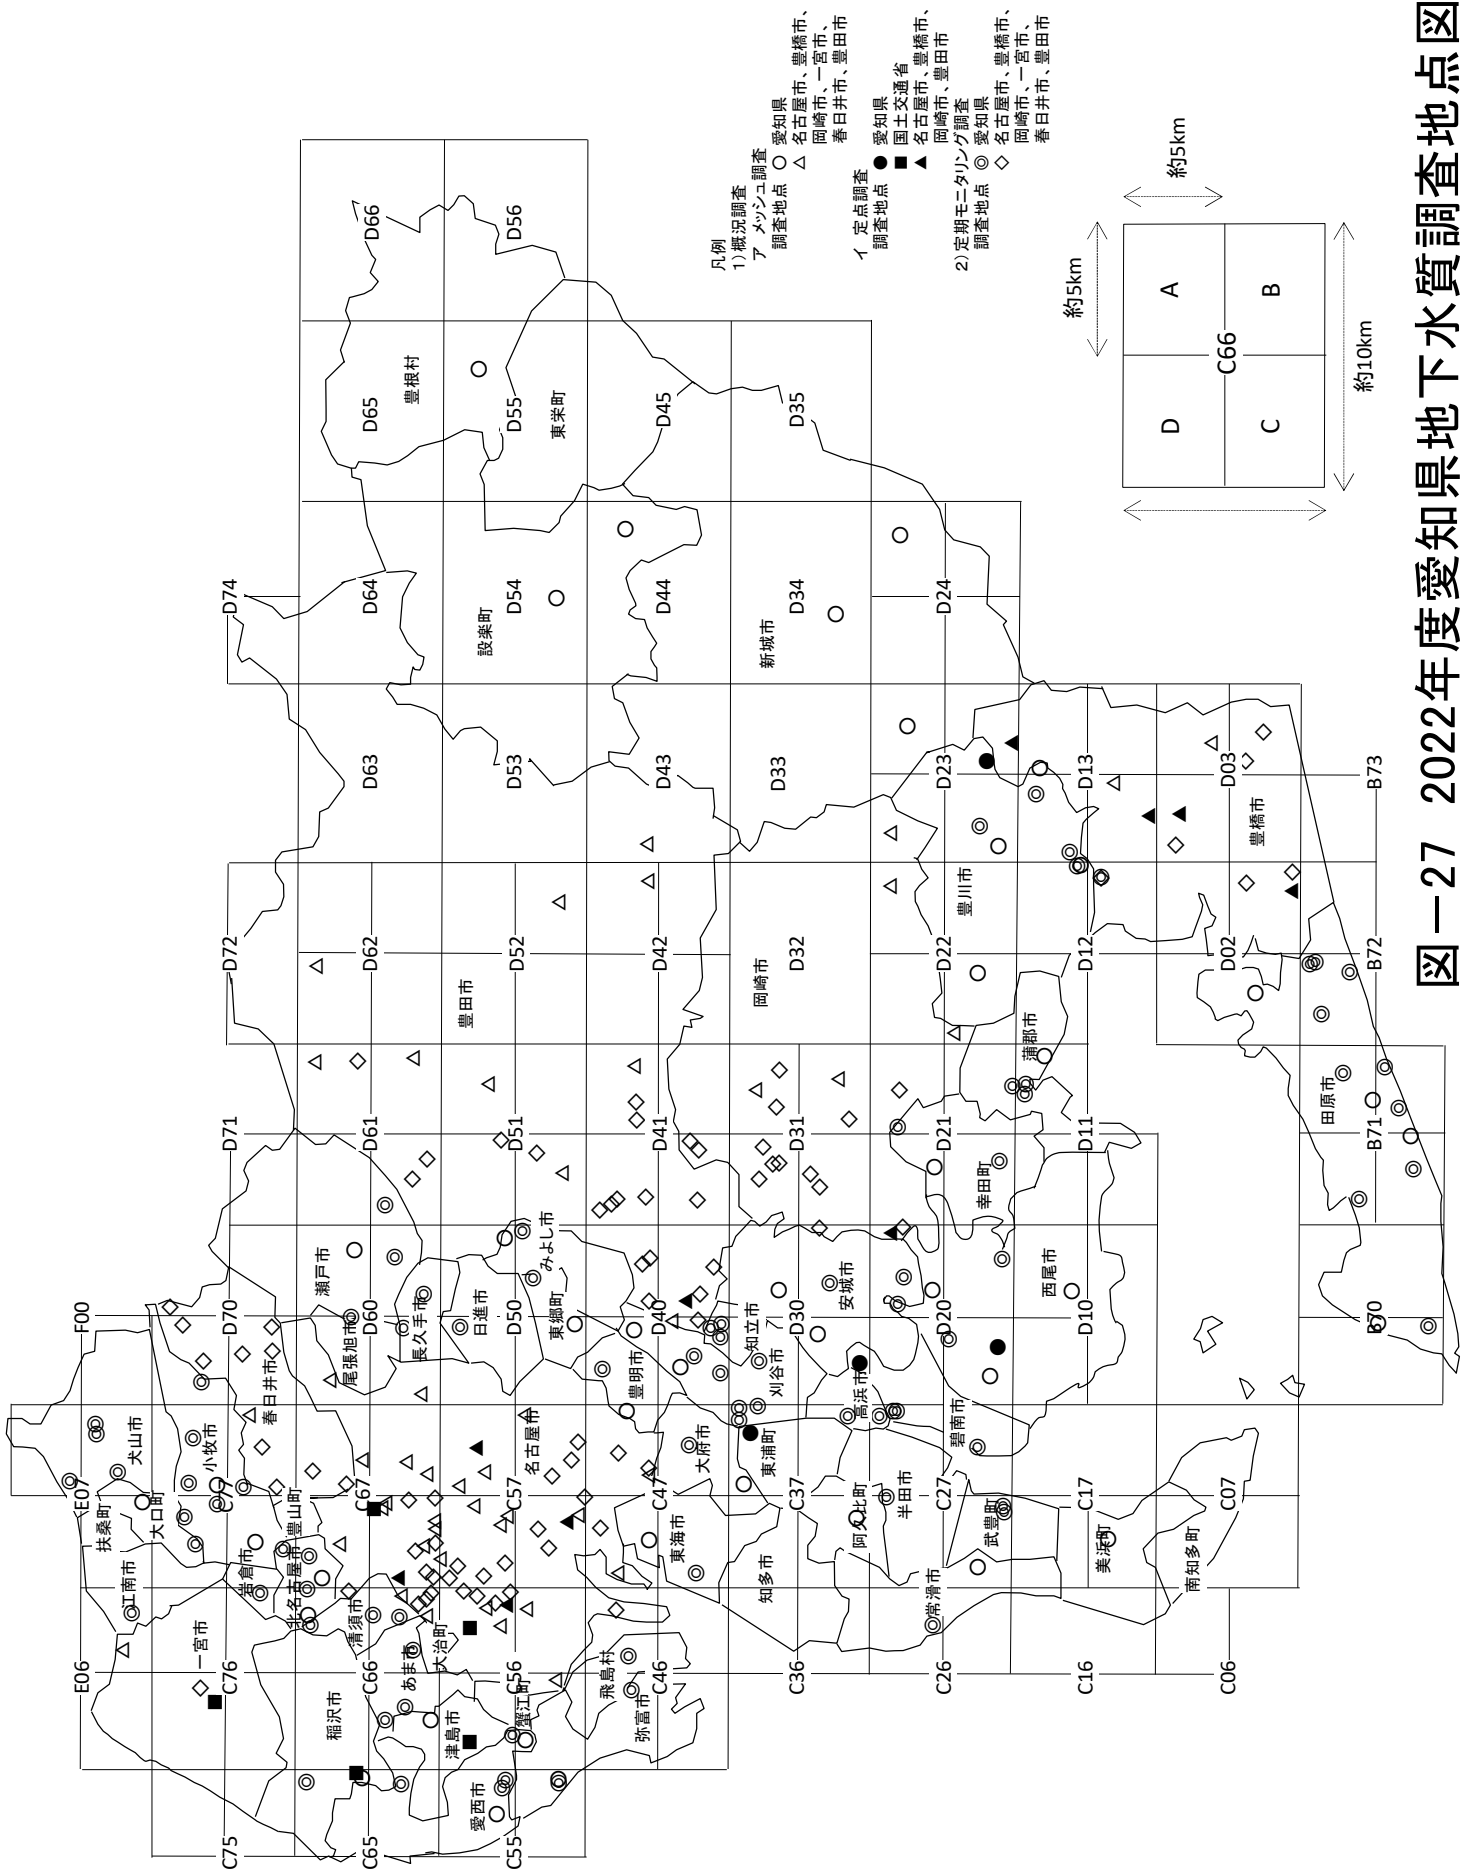 図－27　2022年度愛知県地下水質調査地点図
凡例
1)概況調査
ア　メッシュ調査
調査地点　○　愛知県
△　名古屋市、豊橋市、
岡崎市、一宮市、
春日井市、豊田市
イ　定点調査
調査地点　●　愛知県
■　国土交通省
▲　名古屋市、豊橋市、
岡崎市、豊田市
2)定期モニタリング調査
調査地点　◎　愛知県
◇　名古屋市、豊橋市、
岡崎市、一宮市、
春日井市、豊田市
約5km
約5km
約10km
D
A
C66
C
B
E06
E07
F00
C75
C76
C77
D70
D71
D72
D74
C65
C66
C67
D60
D61
D62
D63
D64
D65
D66
C55
C56
C57
D50
D51
D52
D53
D54
D55
D56
C46
C47
D40
D41
D42
D43
D44
D45
C36
C37
D30
D31
D32
D33
D34
D35
C26
C27
D20
D21
D22
D23
D24
C16
C17
D10
D11
D12
D13
C06
C07
D02
D03
B70
B71
B72
B73
犬山市
扶桑町
大口町
江南市
小牧市
一宮市
岩倉市
豊山町
春日井市
北名古屋市
稲沢市
清須市
尾張旭市
瀬戸市
あま市
大治町
長久手市
津島市
日進市
愛西市
蟹江町
名古屋市
みよし市
東郷町
豊田市
飛島村
弥富市
豊明市
東海市
大府市
知立市
刈谷市
知多市
東浦町
安城市
岡崎市
高浜市
阿久比町
半田市
碧南市
常滑市
武豊町
西尾市
幸田町
蒲郡市
豊川市
美浜町
南知多町
豊橋市
田原市
新城市
設楽町
東栄町
豊根村